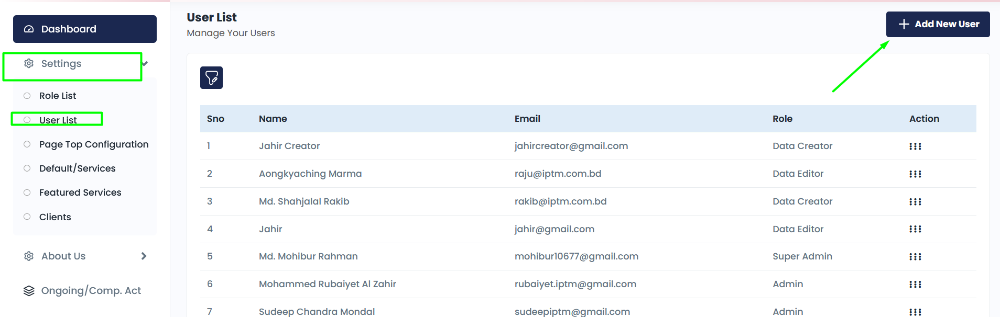 Dashboard
Settings
Role List
User List
Page Top Configuration
Default/Services
Featured Services
Clients
About Us
Ongoing/Comp. Act
User List
Manage Your Users
Add New User
Sno Name Email Role Action
1 Jahir Creator jahircreator@gmail.com Data Creator
2 Aongkyaching Marma raju@iptm.com.bd Data Editor
3 Md. Shahjalal Rakib rakib@iptm.com.bd Data Creator
4 Jahir jahir@gmail.com Data Editor
5 Md. Mohibur Rahman mohibur10677@gmail.com Super Admin
6 Mohammed Rubaiyet Al Zahir rubaiyet.iptm@gmail.com Admin
7 Sudeep Chandra Mondal sudeepiptm@gmail.com Admin